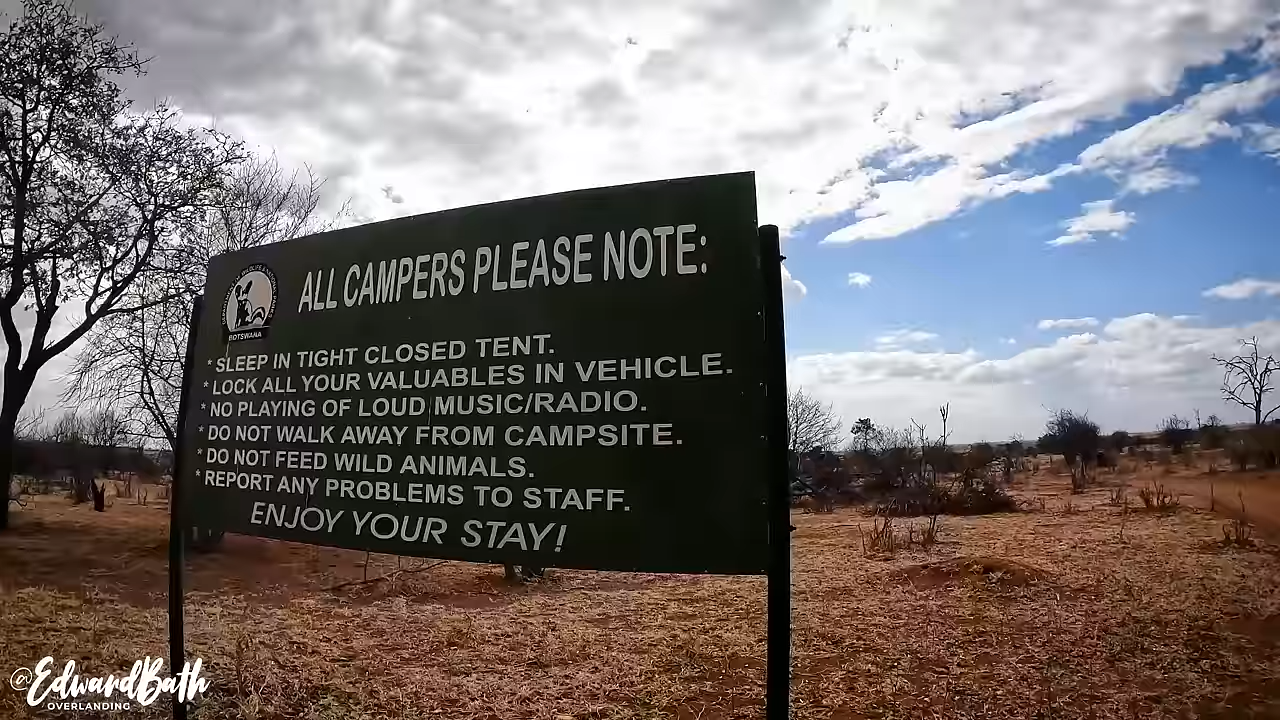 ALL CAMPERS PLEASE NOTE:
* SLEEP IN TIGHT CLOSED TENT.
* LOCK ALL YOUR VALUABLES IN VEHICLE.
* NO PLAYING OF LOUD MUSIC/RADIO.
* DO NOT WALK AWAY FROM CAMPSITE.
* DO NOT FEED WILD ANIMALS.
* REPORT ANY PROBLEMS TO STAFF.
ENJOY YOUR STAY!
BOTSWANA
@EdwardBath
OVERLANDING